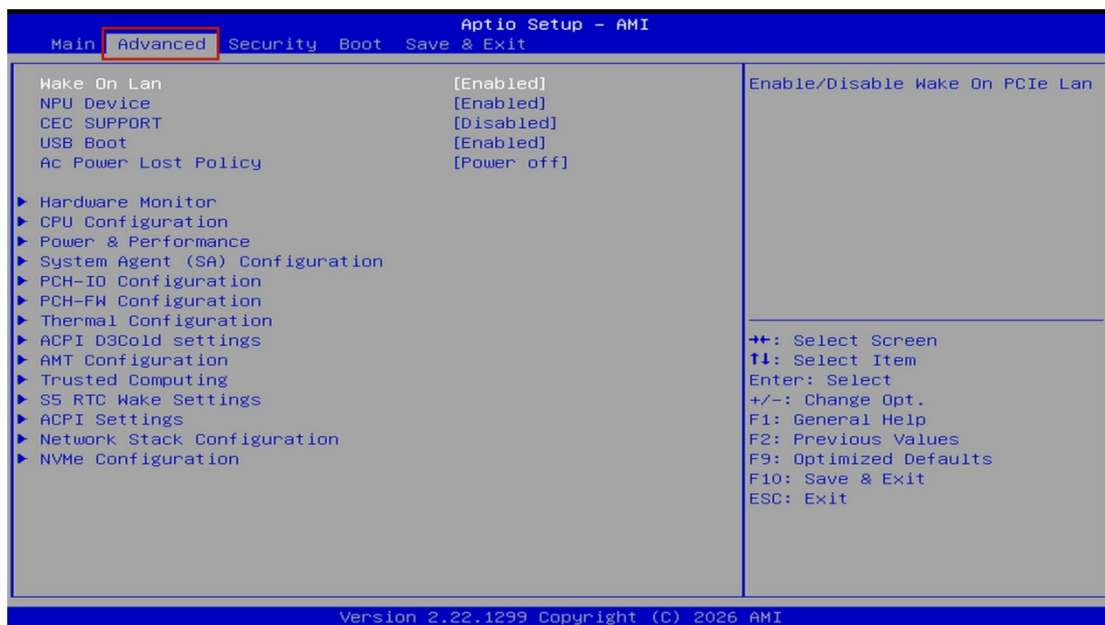 Aptio Setup – AMI
Main Advanced Security Boot Save & Exit
Wake On Lan [Enabled]
NPU Device [Enabled]
CEC SUPPORT [Disabled]
USB Boot [Enabled]
Ac Power Lost Policy [Power off]
Hardware Monitor
CPU Configuration
Power & Performance
System Agent (SA) Configuration
PCH-IO Configuration
PCH-FW Configuration
Thermal Configuration
ACPI D3Cold settings
AMT Configuration
Trusted Computing
S5 RTC Wake Settings
ACPI Settings
Network Stack Configuration
NVMe Configuration
Enable/Disable Wake On PCIe Lan
→←: Select Screen
↑↓: Select Item
Enter: Select
+/-: Change Opt.
F1: General Help
F2: Previous Values
F9: Optimized Defaults
F10: Save & Exit
ESC: Exit
Version 2.22.1299 Copyright (C) 2026 AMI